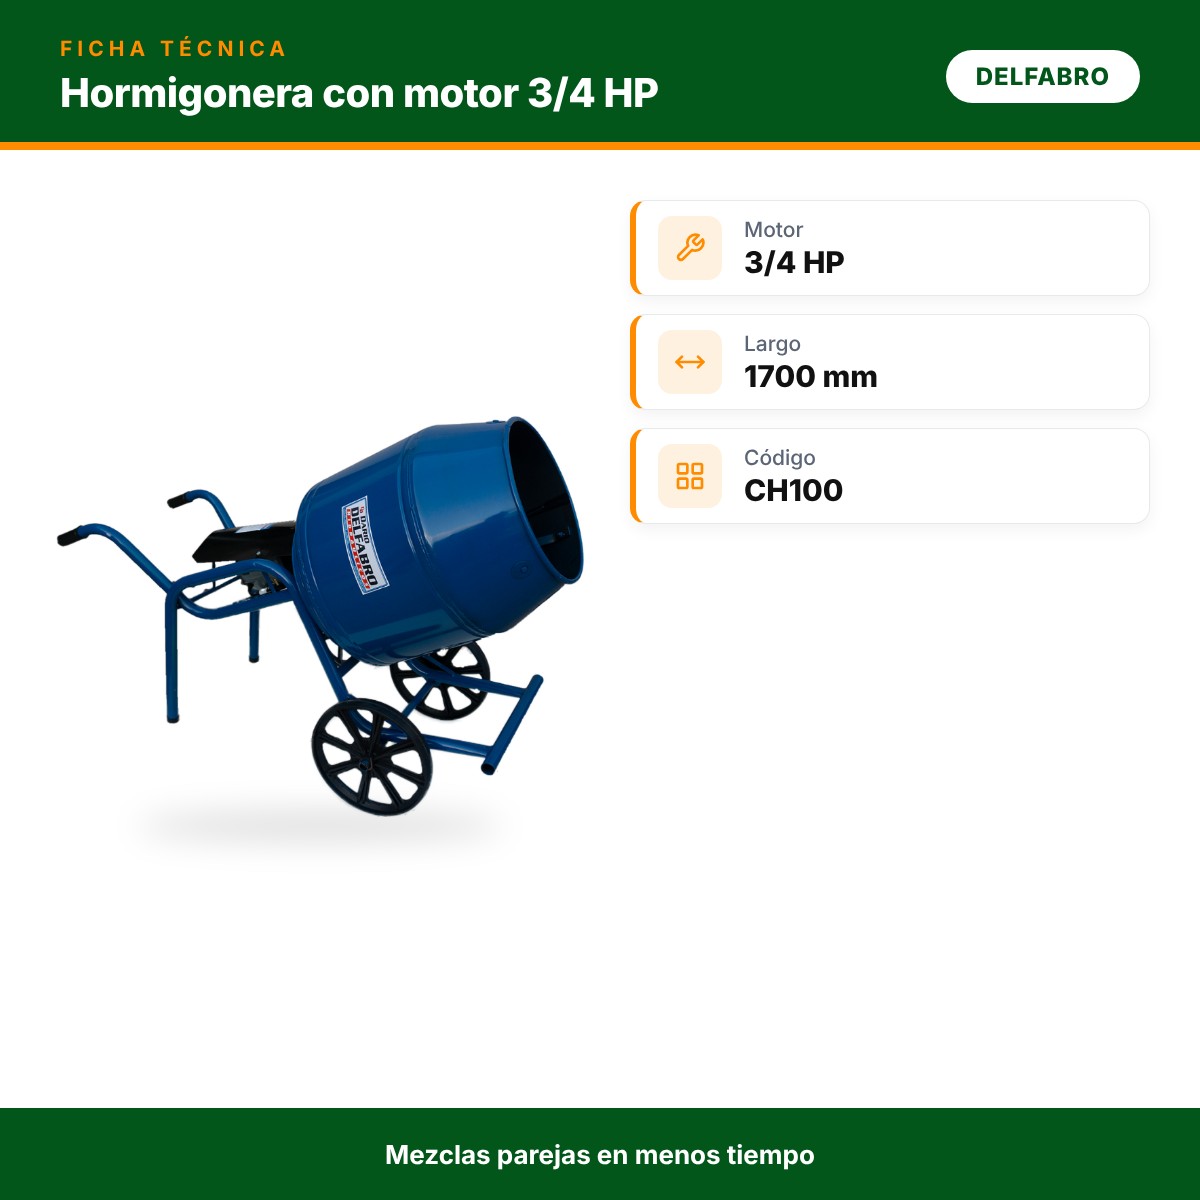 FICHA TÉCNICA
Hormigonera con motor 3/4 HP
DELFABRO
Motor
3/4 HP
Largo
1700 mm
Código
CH100
DARIO
DELFABRO
Mezclas parejas en menos tiempo